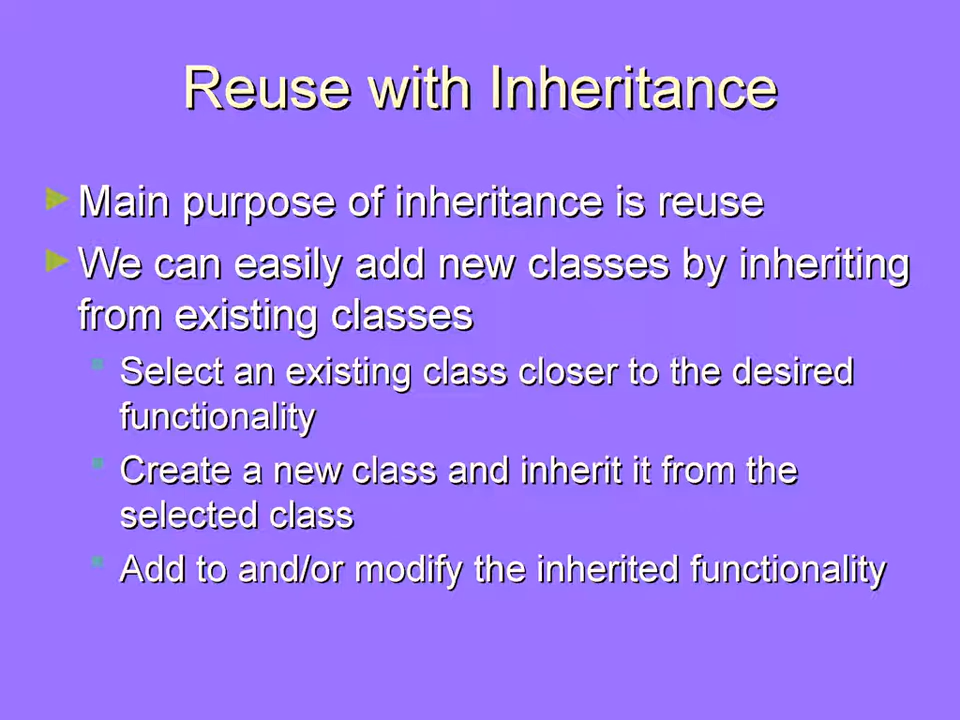 Reuse with Inheritance
Main purpose of inheritance is reuse
We can easily add new classes by inheriting
from existing classes
Select an existing class closer to the desired
functionality
Create a new class and inherit it from the
selected class
Add to and/or modify the inherited functionality